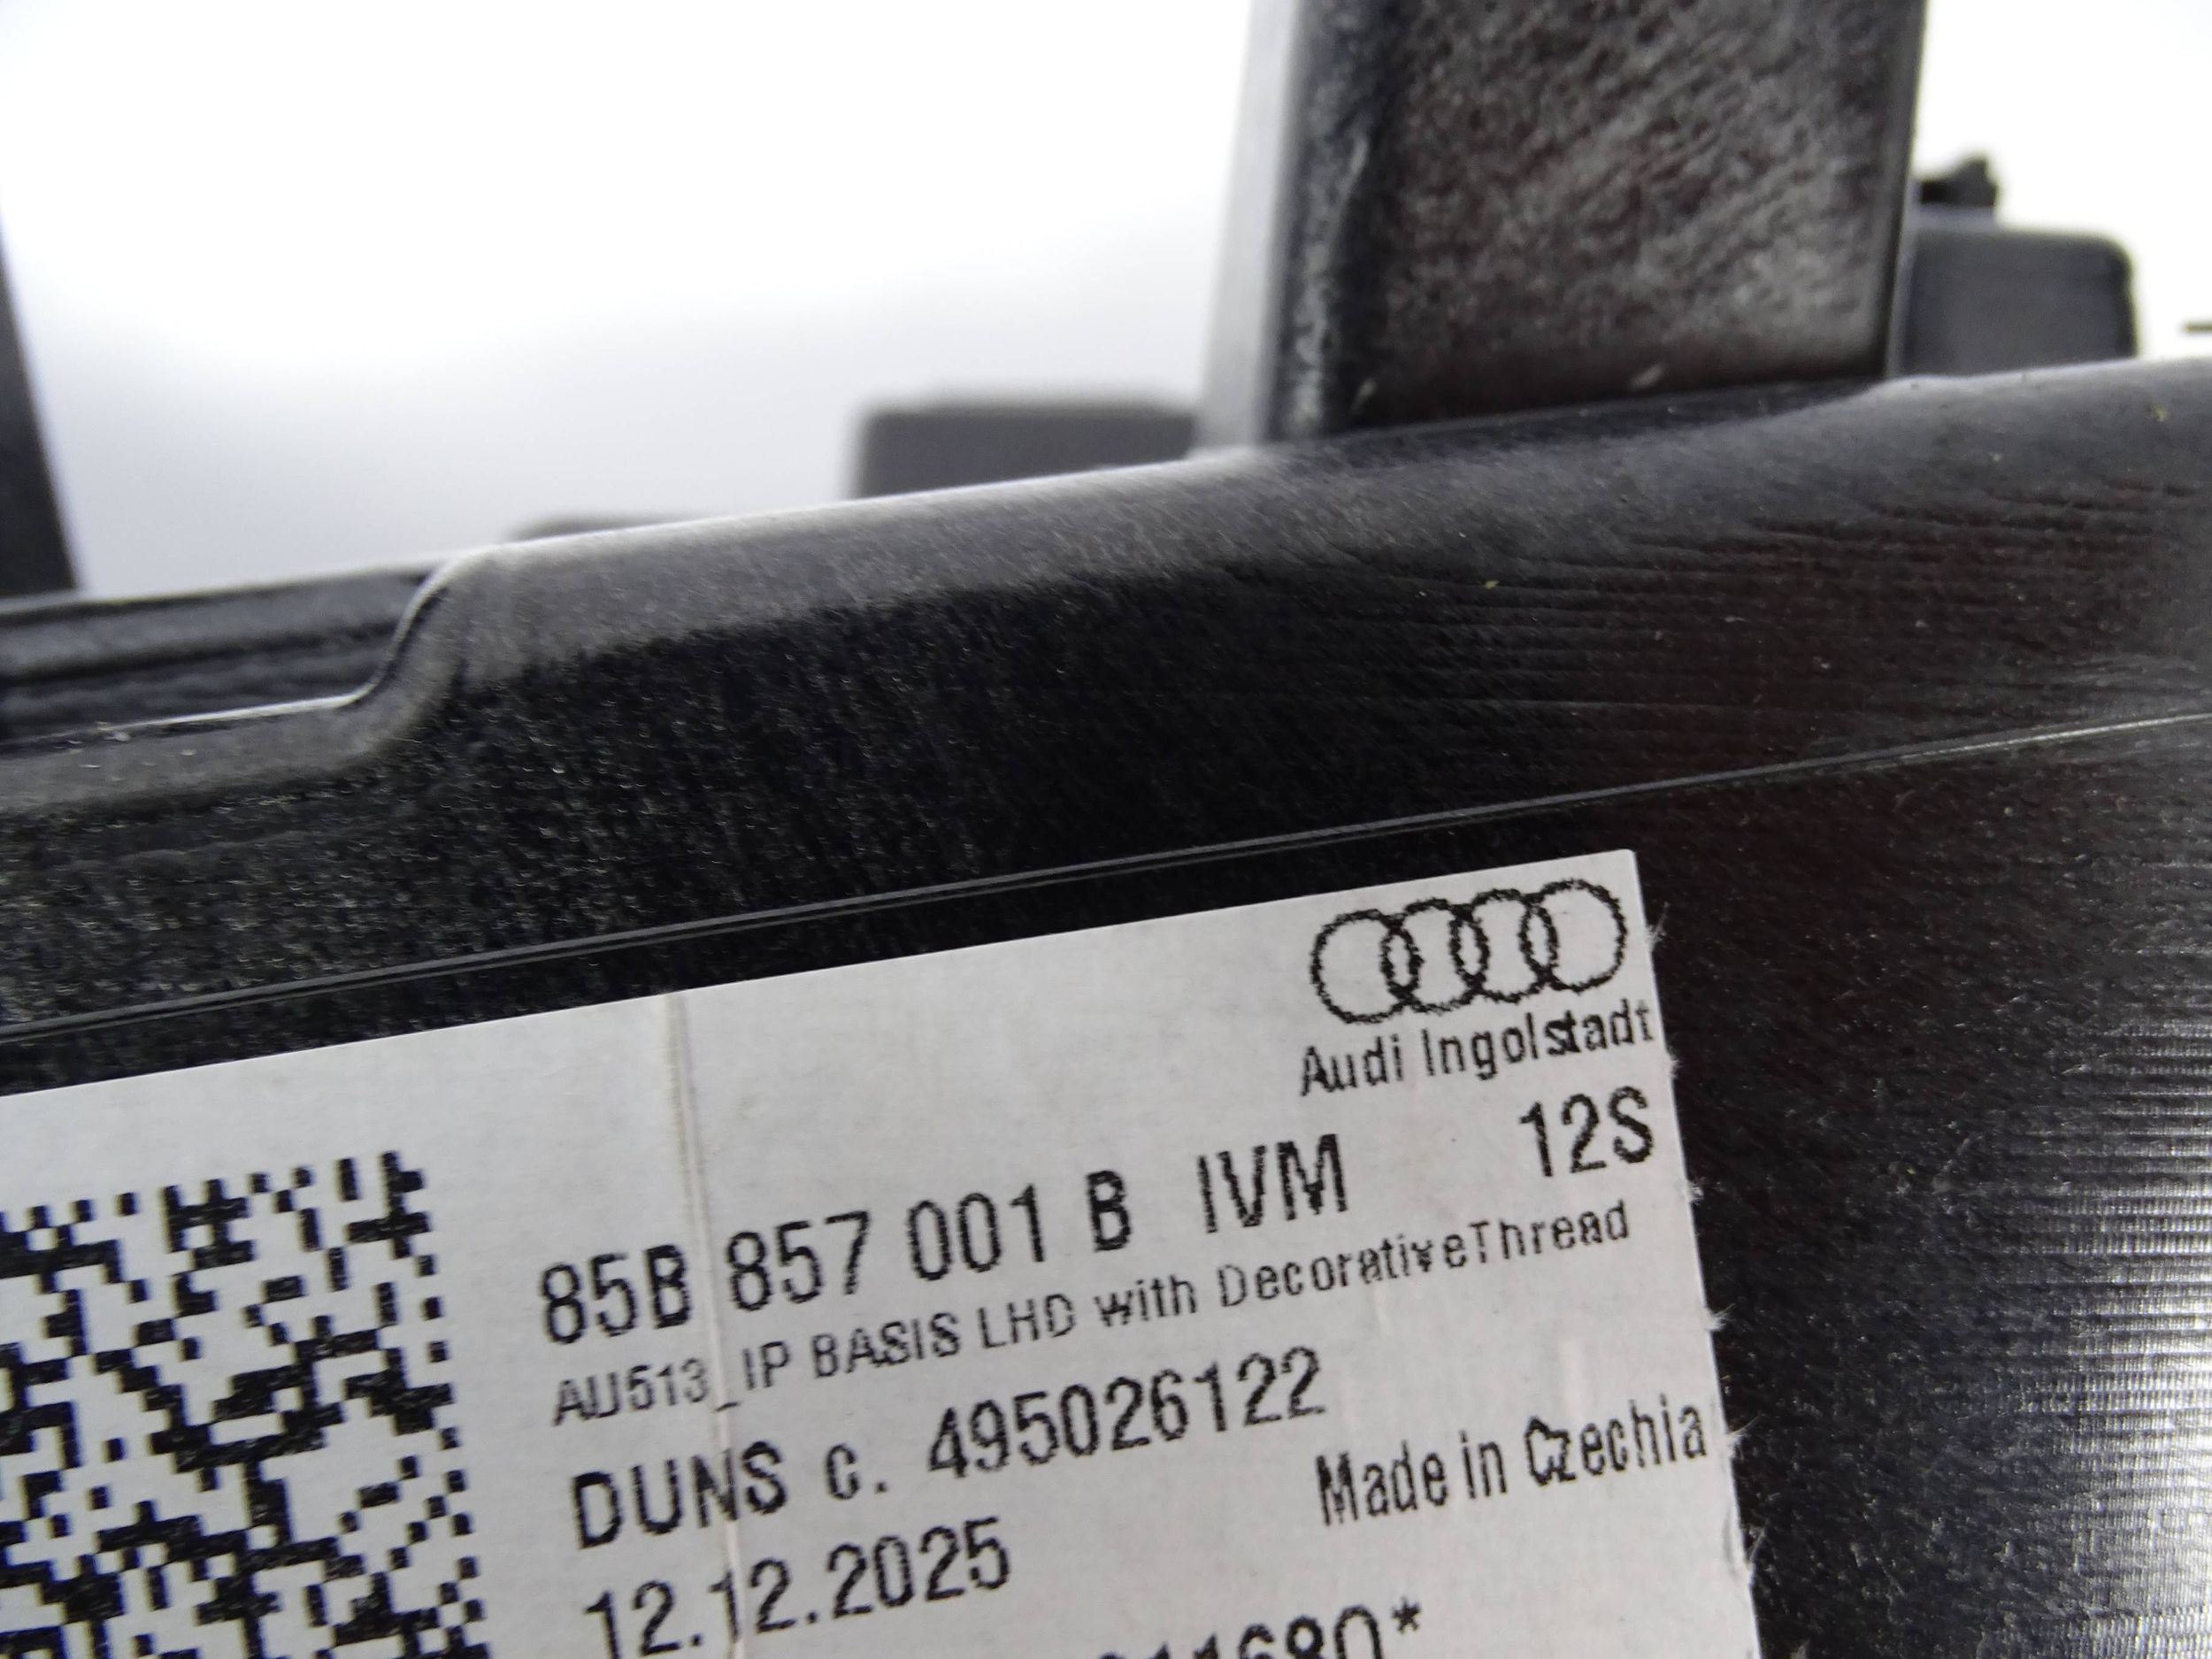 Audi Ingolstadt
85B 857 001 B IVM 12S
AU513_IP BASIS LHD with DecorativeThread
DUNS c. 495026122
12.12.2025 Made in Czechia